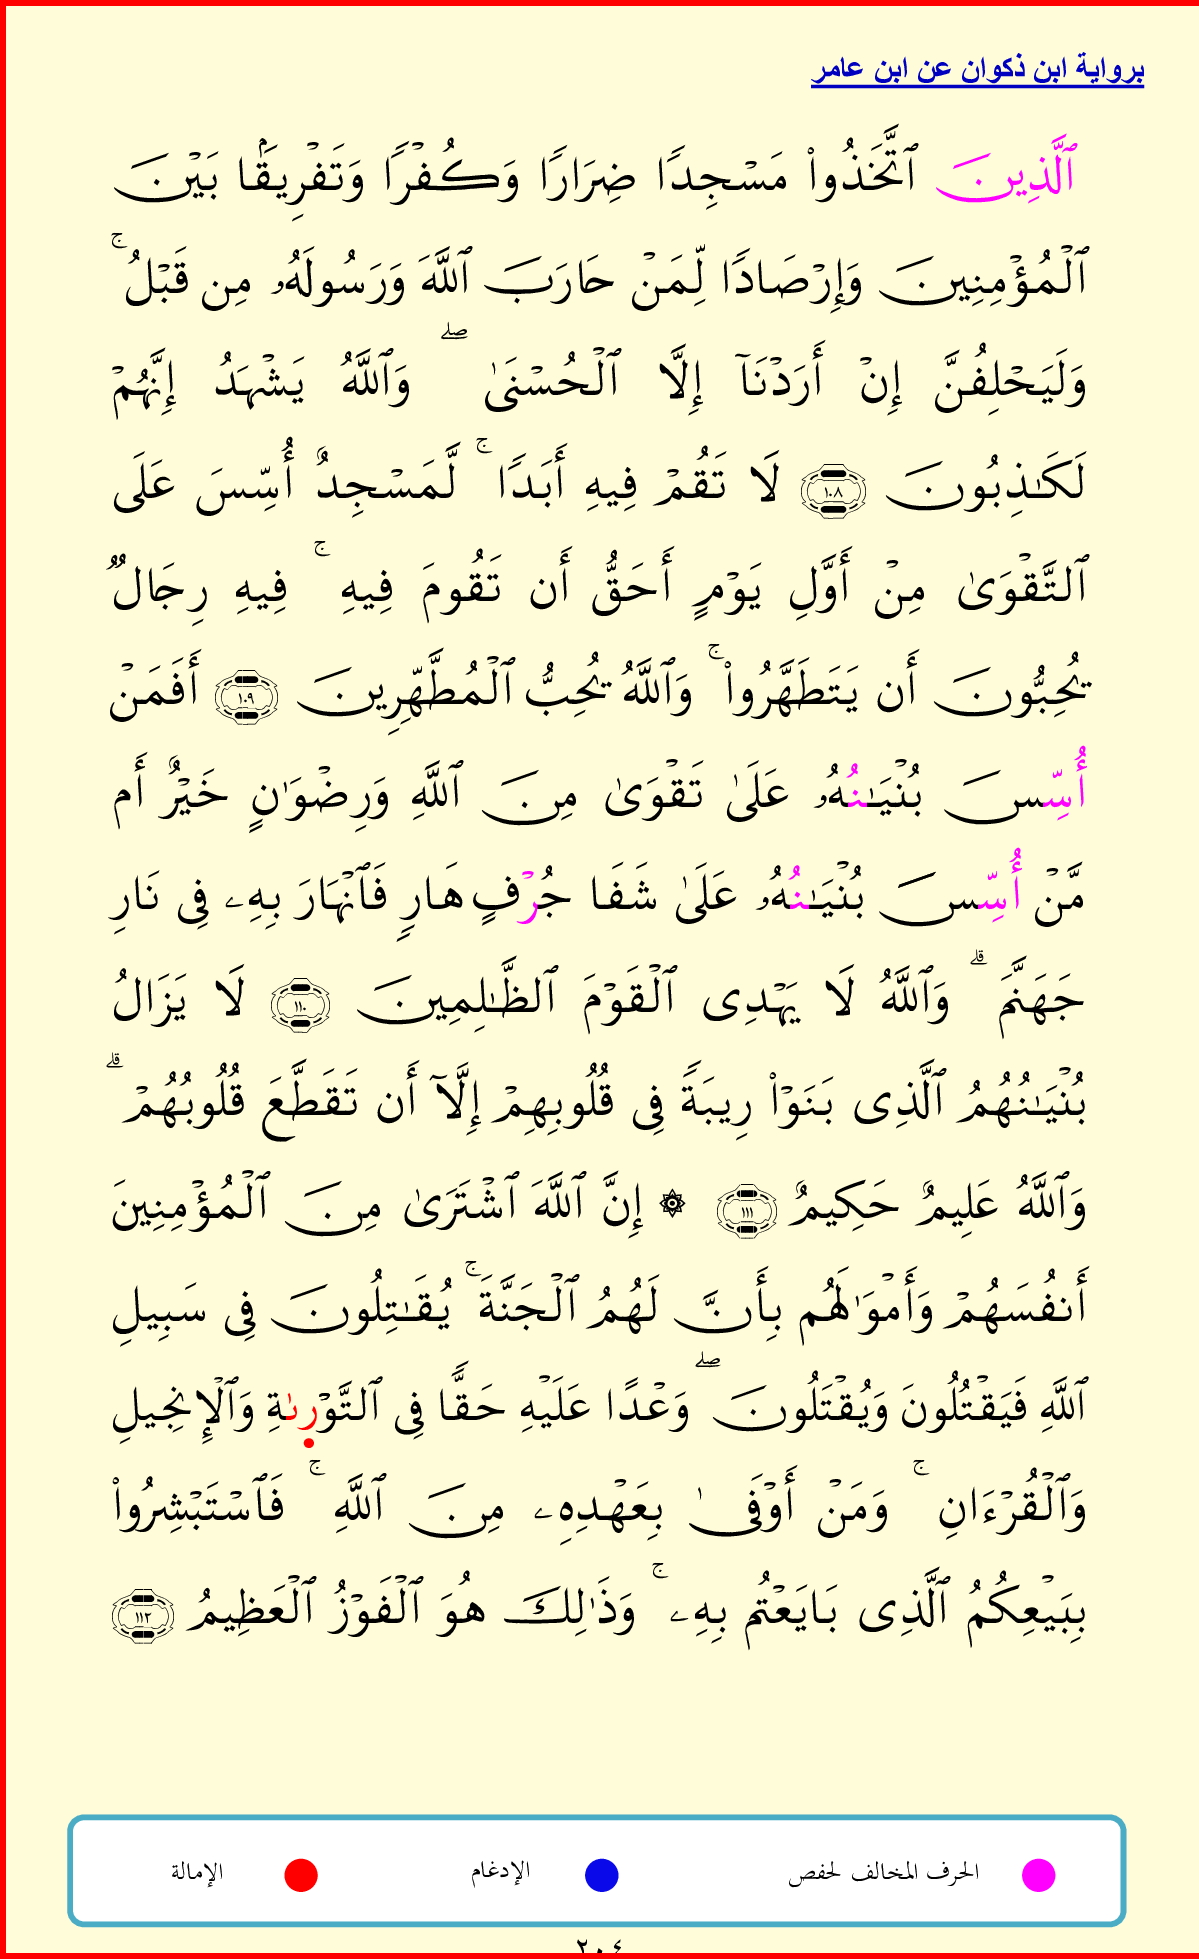 برواية ابن ذكوان عن ابن عامر
ٱلَّذِينَ ٱتَّخَذُوا۟ مَسْجِدًا ضِرَارًا وَكُفْرًا وَتَفْرِيقًۢا بَيْنَ
ٱلْمُؤْمِنِينَ وَإِرْصَادًا لِّمَنْ حَارَبَ ٱللَّهَ وَرَسُولَهُۥ مِن قَبْلُ ۚ
وَلَيَحْلِفُنَّ إِنْ أَرَدْنَآ إِلَّا ٱلْحُسْنَىٰ ۖ وَٱللَّهُ يَشْهَدُ إِنَّهُمْ
لَكَـٰذِبُونَ ١٠٨ لَا تَقُمْ فِيهِ أَبَدًا ۚ لَّمَسْجِدٌ أُسِّسَ عَلَى
ٱلتَّقْوَىٰ مِنْ أَوَّلِ يَوْمٍ أَحَقُّ أَن تَقُومَ فِيهِ ۚ فِيهِ رِجَالٌ
يُحِبُّونَ أَن يَتَطَهَّرُوا۟ ۚ وَٱللَّهُ يُحِبُّ ٱلْمُطَّهِّرِينَ ١٠٩ أَفَمَنْ
أُسِّسَ بُنْيَـٰنُهُۥ عَلَىٰ تَقْوَىٰ مِنَ ٱللَّهِ وَرِضْوَٰنٍ خَيْرٌ أَم
مَّنْ أُسِّسَ بُنْيَـٰنُهُۥ عَلَىٰ شَفَا جُرْفٍ هَارٍ فَٱنْهَارَ بِهِۦ فِى نَارِ
جَهَنَّمَ ۗ وَٱللَّهُ لَا يَهْدِى ٱلْقَوْمَ ٱلظَّـٰلِمِينَ ١١٠ لَا يَزَالُ
بُنْيَـٰنُهُمُ ٱلَّذِى بَنَوْا۟ رِيبَةً فِى قُلُوبِهِمْ إِلَّآ أَن تَقَطَّعَ قُلُوبُهُمْ ۗ
وَٱللَّهُ عَلِيمٌ حَكِيمٌ ١١١ ۞ إِنَّ ٱللَّهَ ٱشْتَرَىٰ مِنَ ٱلْمُؤْمِنِينَ
أَنفُسَهُمْ وَأَمْوَٰلَهُم بِأَنَّ لَهُمُ ٱلْجَنَّةَ ۚ يُقَـٰتِلُونَ فِى سَبِيلِ
ٱللَّهِ فَيَقْتُلُونَ وَيُقْتَلُونَ ۖ وَعْدًا عَلَيْهِ حَقًّا فِى ٱلتَّوْرىٰةِ وَٱلْإِنجِيلِ
وَٱلْقُرْءَانِ ۚ وَمَنْ أَوْفَىٰ بِعَهْدِهِۦ مِنَ ٱللَّهِ ۚ فَٱسْتَبْشِرُوا۟
بِبَيْعِكُمُ ٱلَّذِى بَايَعْتُم بِهِۦ ۚ وَذَٰلِكَ هُوَ ٱلْفَوْزُ ٱلْعَظِيمُ ١١٢
الحرف المخالف لحفص الإدغام الإمالة
٢٠٤